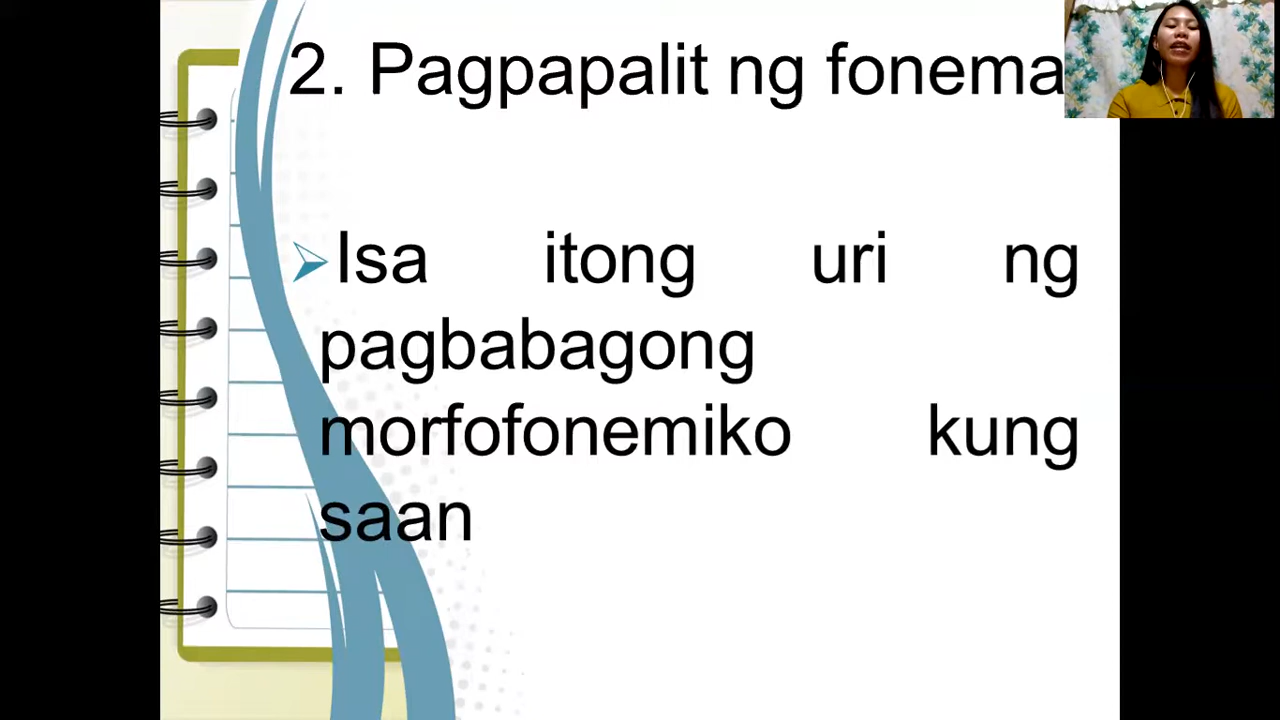 2. Pagpapalit ng fonema
Isa itong uri ng
pagbabagong
morfofonemiko kung
saan